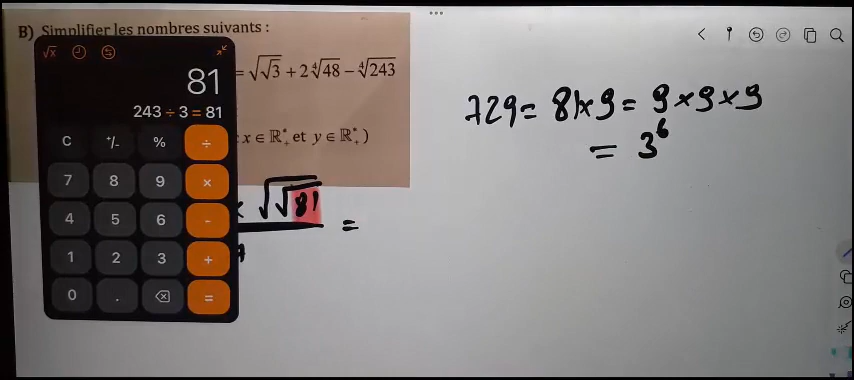 B) Simplifier les nombres suivants :
= √√3 + 2∜48 − ∜243
x ∈ ℝ*₊ et y ∈ ℝ*₊ )
√x
81
243 ÷ 3 = 81
C +/- % ÷
7 8 9 ×
4 5 6 -
1 2 3 +
0 . =
√√81 =
729 = 81×9 = 9×9×9
= 3⁶